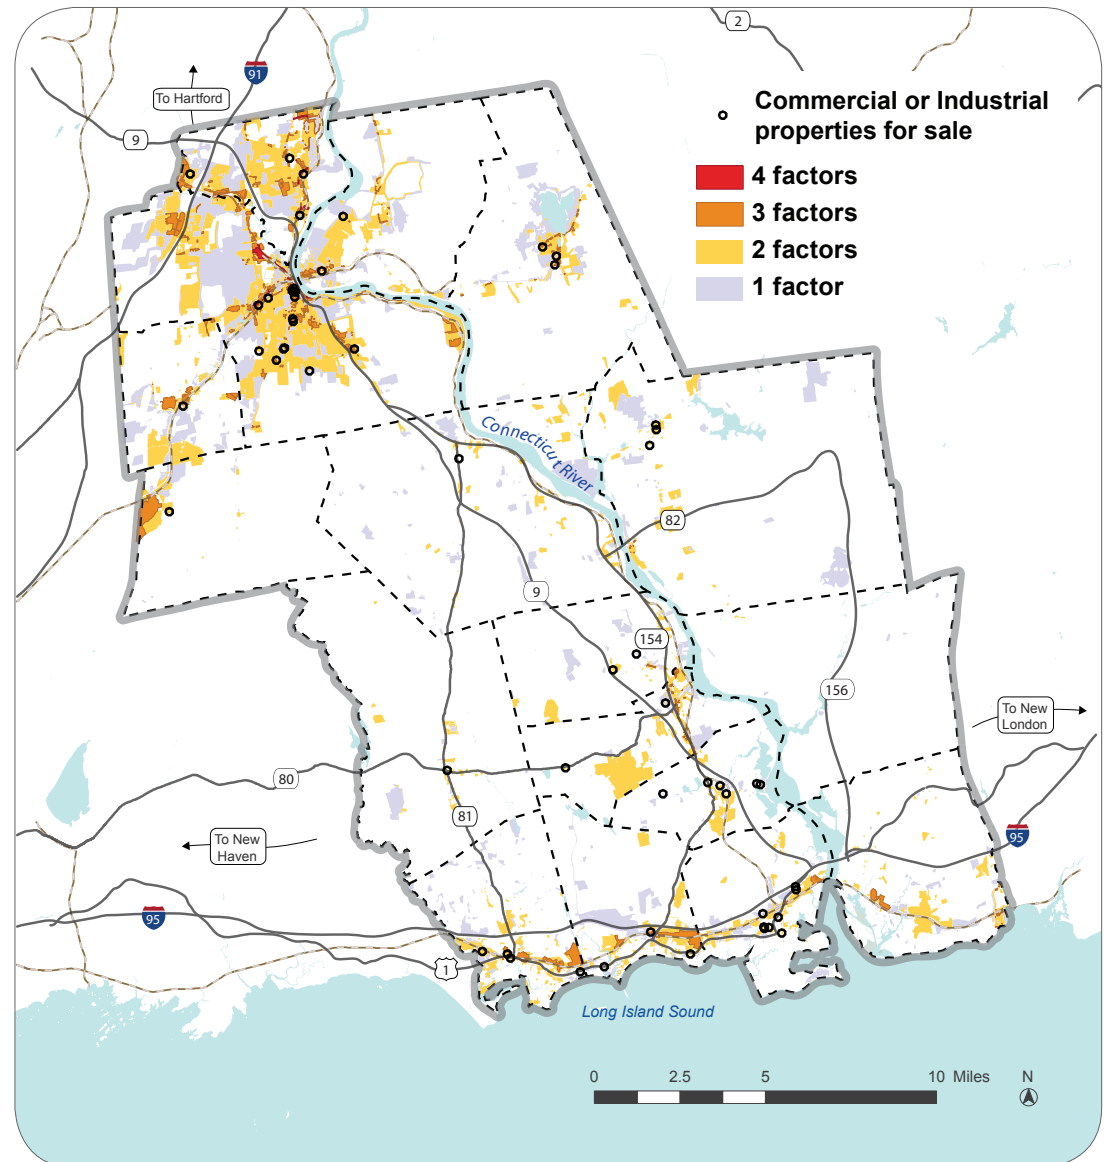 2
91
To Hartford
9
Commercial or Industrial
properties for sale
4 factors
3 factors
2 factors
1 factor
Connecticut River
82
9
154
156
To New
London
80
81
To New
Haven
95
95
1
Long Island Sound
0 2.5 5 10 Miles N